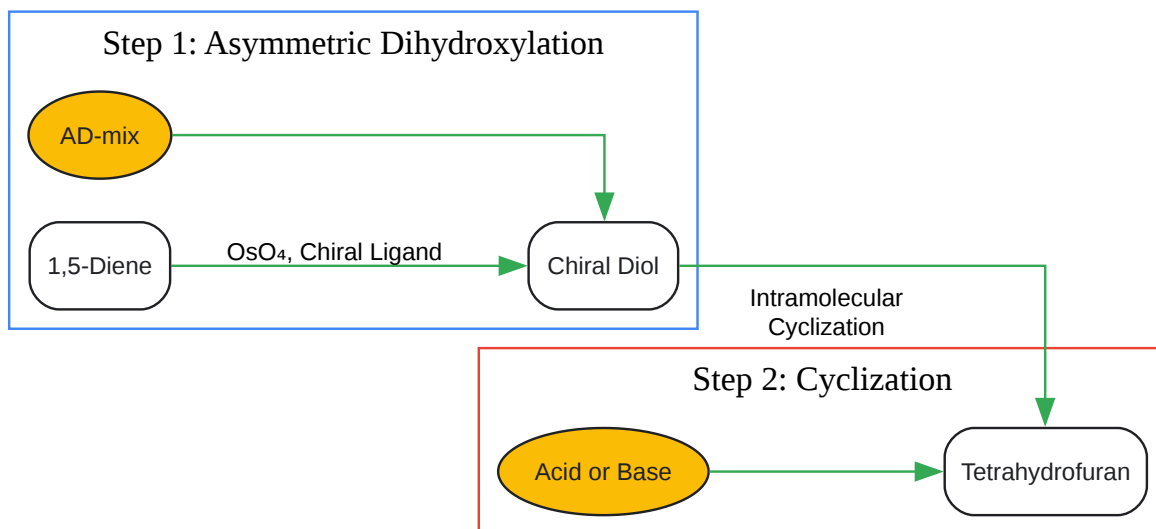 Step 1: Asymmetric Dihydroxylation
AD-mix
1,5-Diene
OsO₄, Chiral Ligand
Chiral Diol
Intramolecular
Cyclization
Step 2: Cyclization
Acid or Base
Tetrahydrofuran